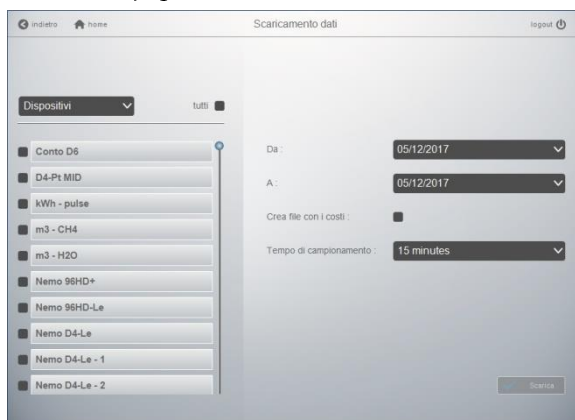 indietro home Scaricamento dati logout
Dispositivi tutti
Conto D6
D4-Pt MID
kWh - pulse
m3 - CH4
m3 - H2O
Nemo 96HD+
Nemo 96HD-Le
Nemo D4-Le
Nemo D4-Le - 1
Nemo D4-Le - 2
Da : 05/12/2017
A : 05/12/2017
Crea file con i costi :
Tempo di campionamento : 15 minutes
Scarica